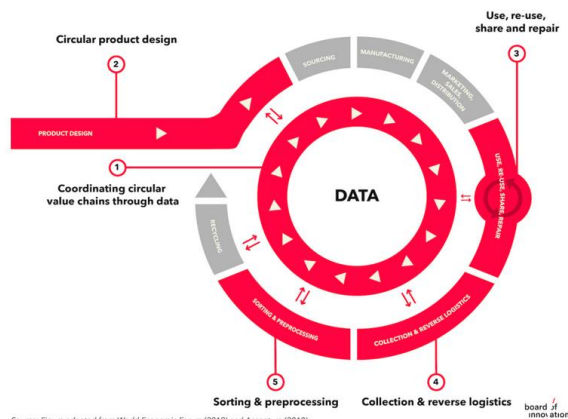 Use, re-use,
share and repair
Circular product design
3
2
SOURCING
MANUFACTURING
MARKETING,
SALES,
DISTRIBUTION
PRODUCT DESIGN
1
Coordinating circular
value chains through data
DATA
USE, RE-USE, SHARE, REPAIR
RECYCLING
SORTING & PREPROCESSING
COLLECTION & REVERSE LOGISTICS
5
4
Sorting & preprocessing
Collection & reverse logistics
board of
innovation